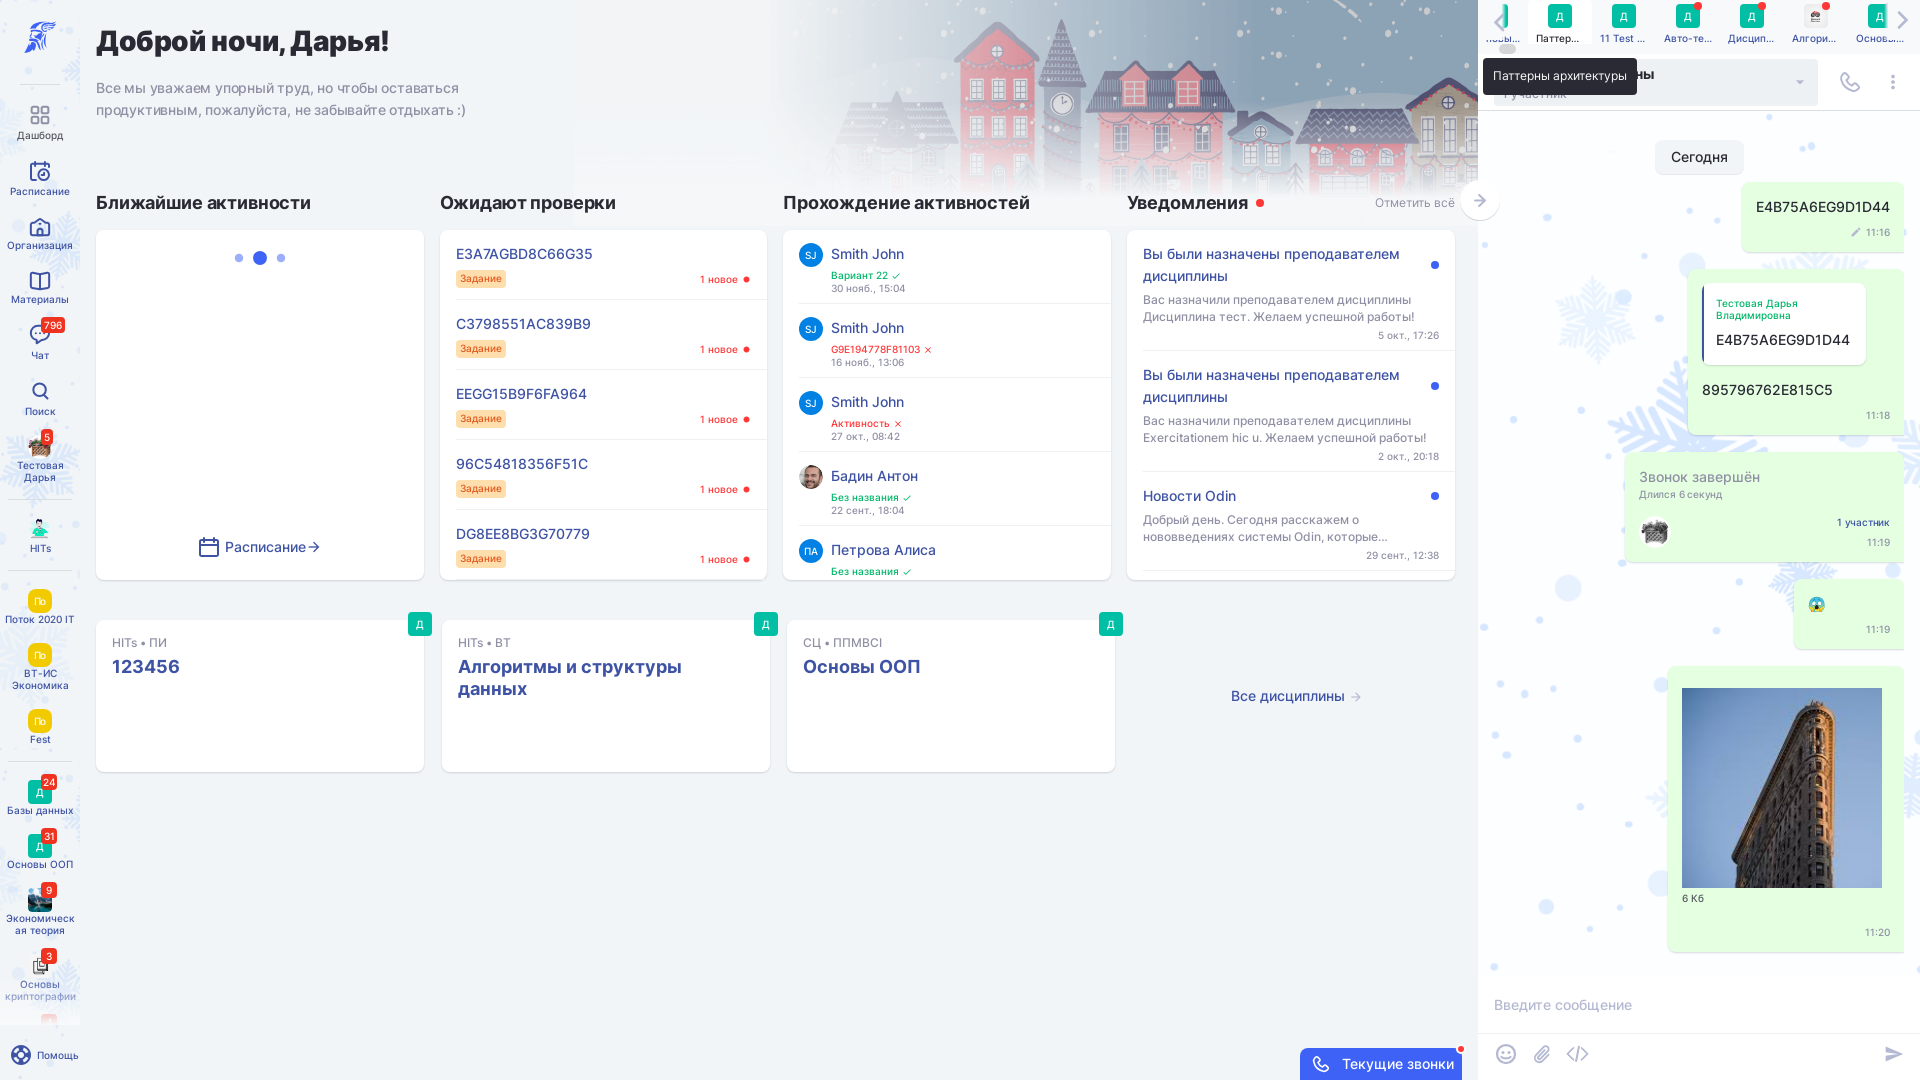 Дашборд
Расписание
Организация
Материалы
796
Чат
Поиск
5
Тестовая
Дарья
HITs
По
Поток 2020 IT
По
ВТ-ИС
Экономика
По
Fest
24
Д
Базы данных
31
Д
Основы ООП
9
Экономическ
ая теория
3
Основы
криптографии
Помощь
Доброй ночи, Дарья!
Все мы уважаем упорный труд, но чтобы оставаться
продуктивным, пожалуйста, не забывайте отдыхать :)
Ближайшие активности
Расписание
Ожидают проверки
E3A7AGBD8C66G35
Задание
1 новое
C3798551AC839B9
Задание
1 новое
EEGG15B9F6FA964
Задание
1 новое
96C54818356F51C
Задание
1 новое
DG8EE8BG3G70779
Задание
1 новое
Прохождение активностей
SJ
Smith John
Вариант 22
30 нояб., 15:04
SJ
Smith John
G9E194778F81103
16 нояб., 13:06
SJ
Smith John
Активность
27 окт., 08:42
Бадин Антон
Без названия
22 сент., 18:04
ПА
Петрова Алиса
Без названия
Уведомления
Отметить всё
Вы были назначены преподавателем
дисциплины
Вас назначили преподавателем дисциплины
Дисциплина тест. Желаем успешной работы!
5 окт., 17:26
Вы были назначены преподавателем
дисциплины
Вас назначили преподавателем дисциплины
Exercitationem hic u. Желаем успешной работы!
2 окт., 20:18
Новости Odin
Добрый день. Сегодня расскажем о
нововведениях системы Odin, которые...
29 сент., 12:38
Д
HITs • ПИ
123456
Д
HITs • ВТ
Алгоритмы и структуры
данных
Д
СЦ • ППМВCI
Основы ООП
Все дисциплины
Текущие звонки
Д
Паттер...
Д
11 Test ...
Д
Авто-те...
Д
Дисцип...
Алгори...
Д
Основы...
Паттерны архитектуры
Сегодня
E4B75A6EG9D1D44
11:16
Тестовая Дарья
Владимировна
E4B75A6EG9D1D44
895796762E815C5
11:18
Звонок завершён
Длился 6 секунд
1 участник
11:19
11:19
6 Кб
11:20
Введите сообщение